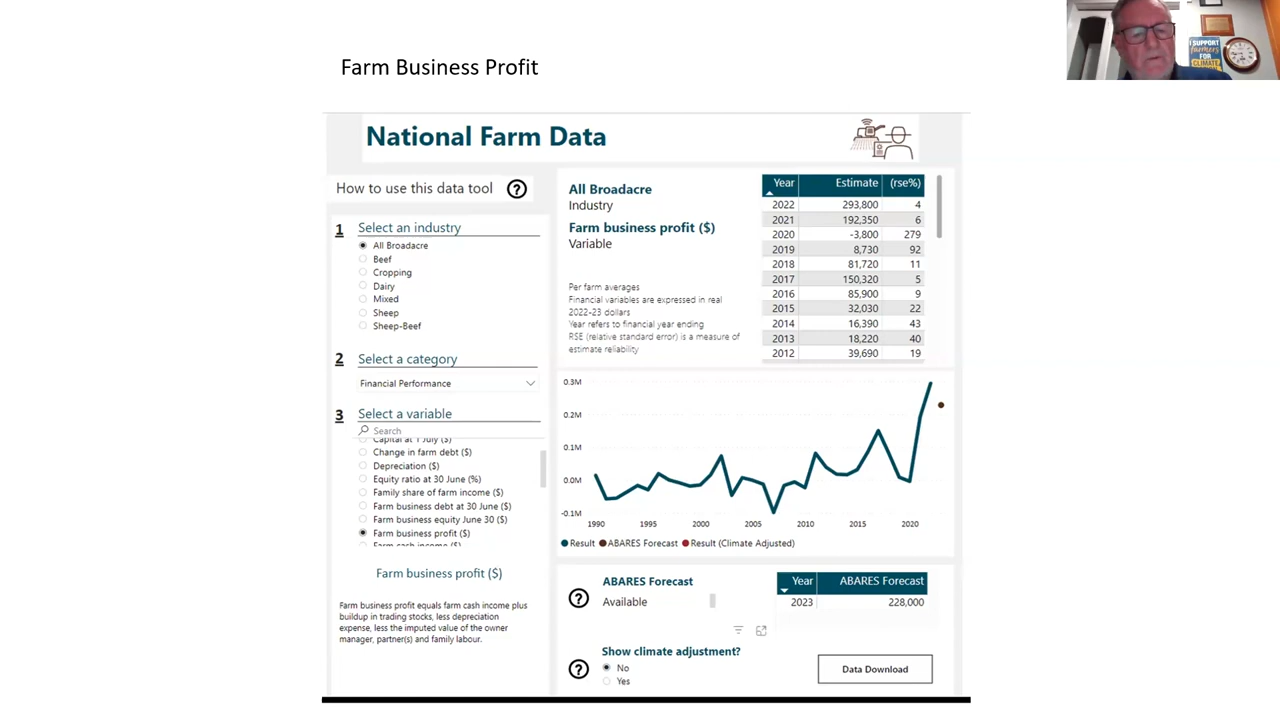 Farm Business Profit
I SUPPORT
farmers
FOR
CLIMATE
National Farm Data
How to use this data tool ?
1 Select an industry
All Broadacre
Beef
Cropping
Dairy
Mixed
Sheep
Sheep-Beef
2 Select a category
Financial Performance
3 Select a variable
Search
Capital at 1 July ($)
Change in farm debt ($)
Depreciation ($)
Equity ratio at 30 June (%)
Family share of farm income ($)
Farm business debt at 30 June ($)
Farm business equity June 30 ($)
Farm business profit ($)
Farm cash income ($)
Farm business profit ($)
Farm business profit equals farm cash income plus
buildup in trading stocks, less depreciation
expense, less the imputed value of the owner
manager, partner(s) and family labour.
All Broadacre
Industry
Farm business profit ($)
Variable
Per farm averages
Financial variables are expressed in real
2022-23 dollars
Year refers to financial year ending
RSE (relative standard error) is a measure of
estimate reliability
Year Estimate (rse%)
2022 293,800 4
2021 192,350 6
2020 -3,800 279
2019 8,730 92
2018 81,720 11
2017 150,320 5
2016 85,900 9
2015 32,030 22
2014 16,390 43
2013 18,220 40
2012 39,690 19
0.3M
0.2M
0.1M
0.0M
-0.1M
1990 1995 2000 2005 2010 2015 2020
Result ABARES Forecast Result (Climate Adjusted)
? ABARES Forecast
Available
Year ABARES Forecast
2023 228,000
? Show climate adjustment?
No
Yes
Data Download